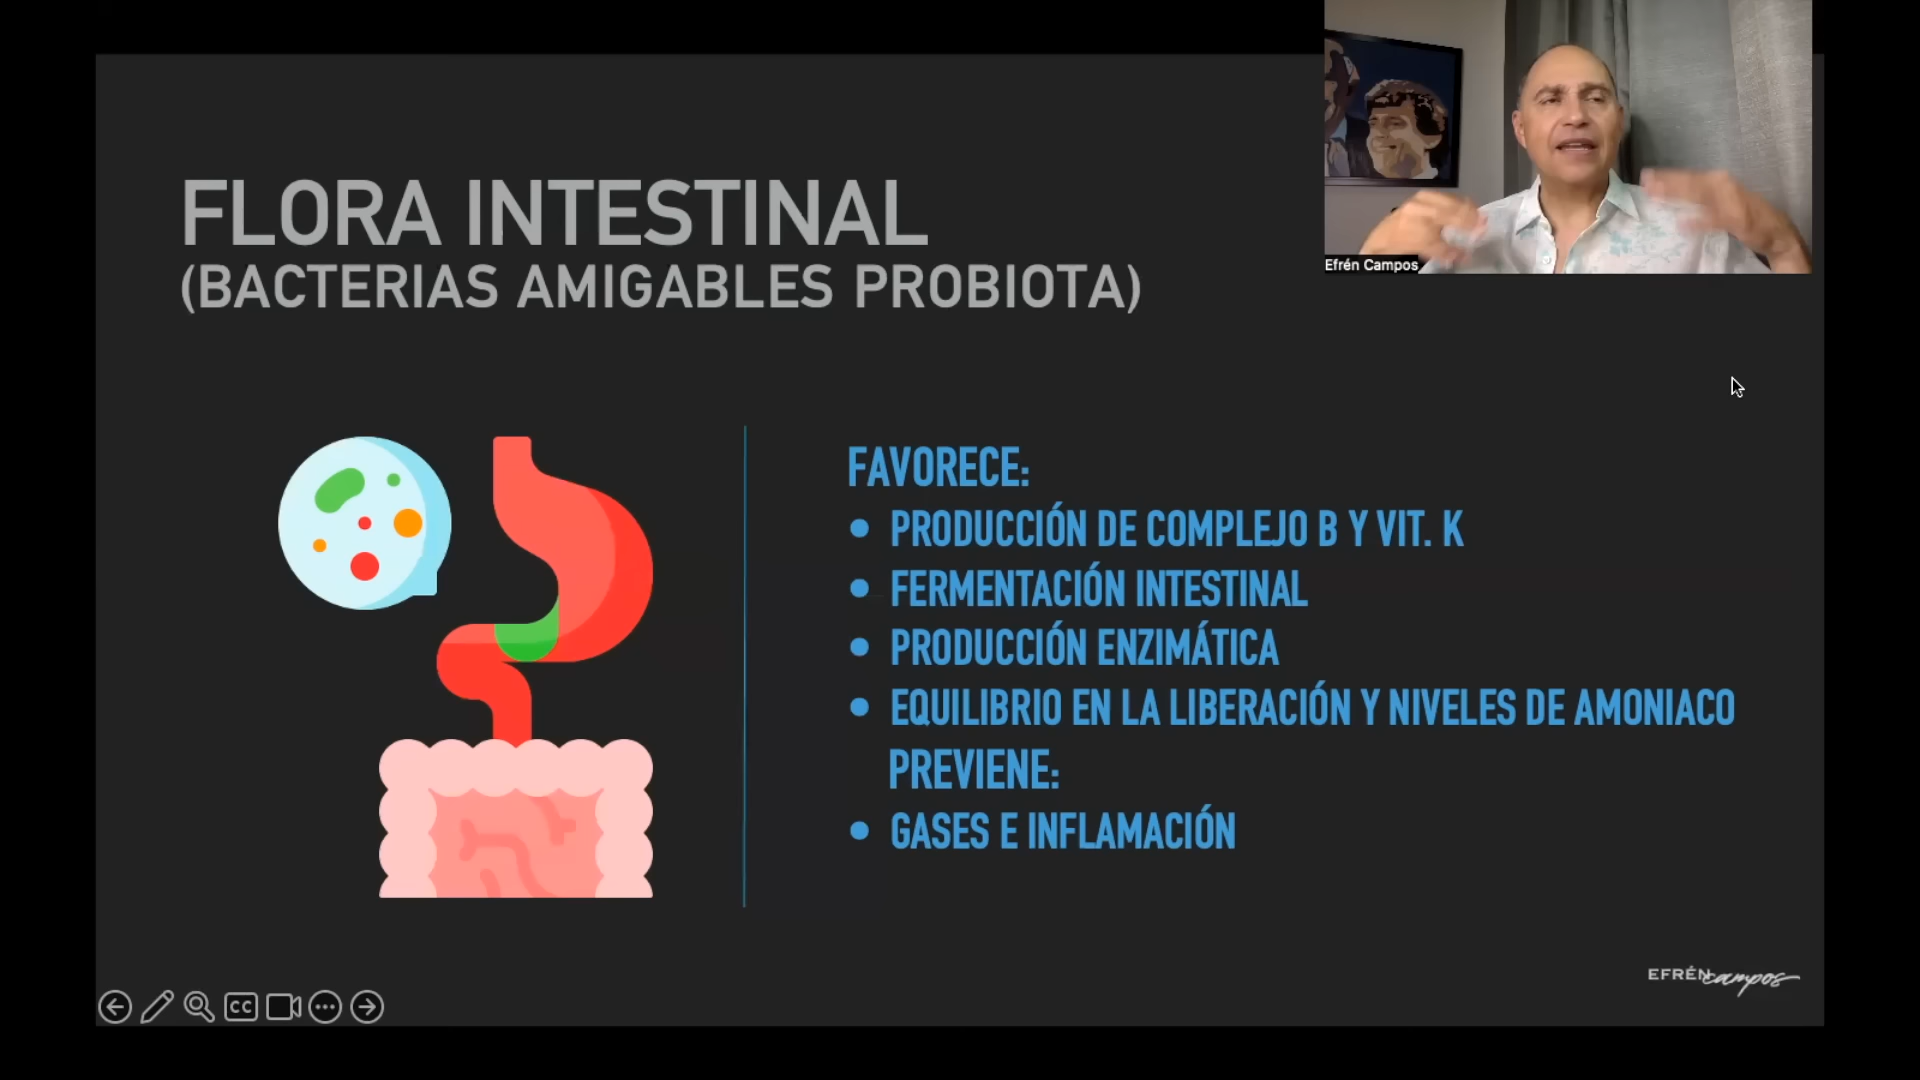 FLORA INTESTINAL
(BACTERIAS AMIGABLES PROBIOTA)
Efrén Campos
FAVORECE:
• PRODUCCIÓN DE COMPLEJO B Y VIT. K
• FERMENTACIÓN INTESTINAL
• PRODUCCIÓN ENZIMÁTICA
• EQUILIBRIO EN LA LIBERACIÓN Y NIVELES DE AMONIACO
PREVIENE:
• GASES E INFLAMACIÓN
EFRÉN campos
CC